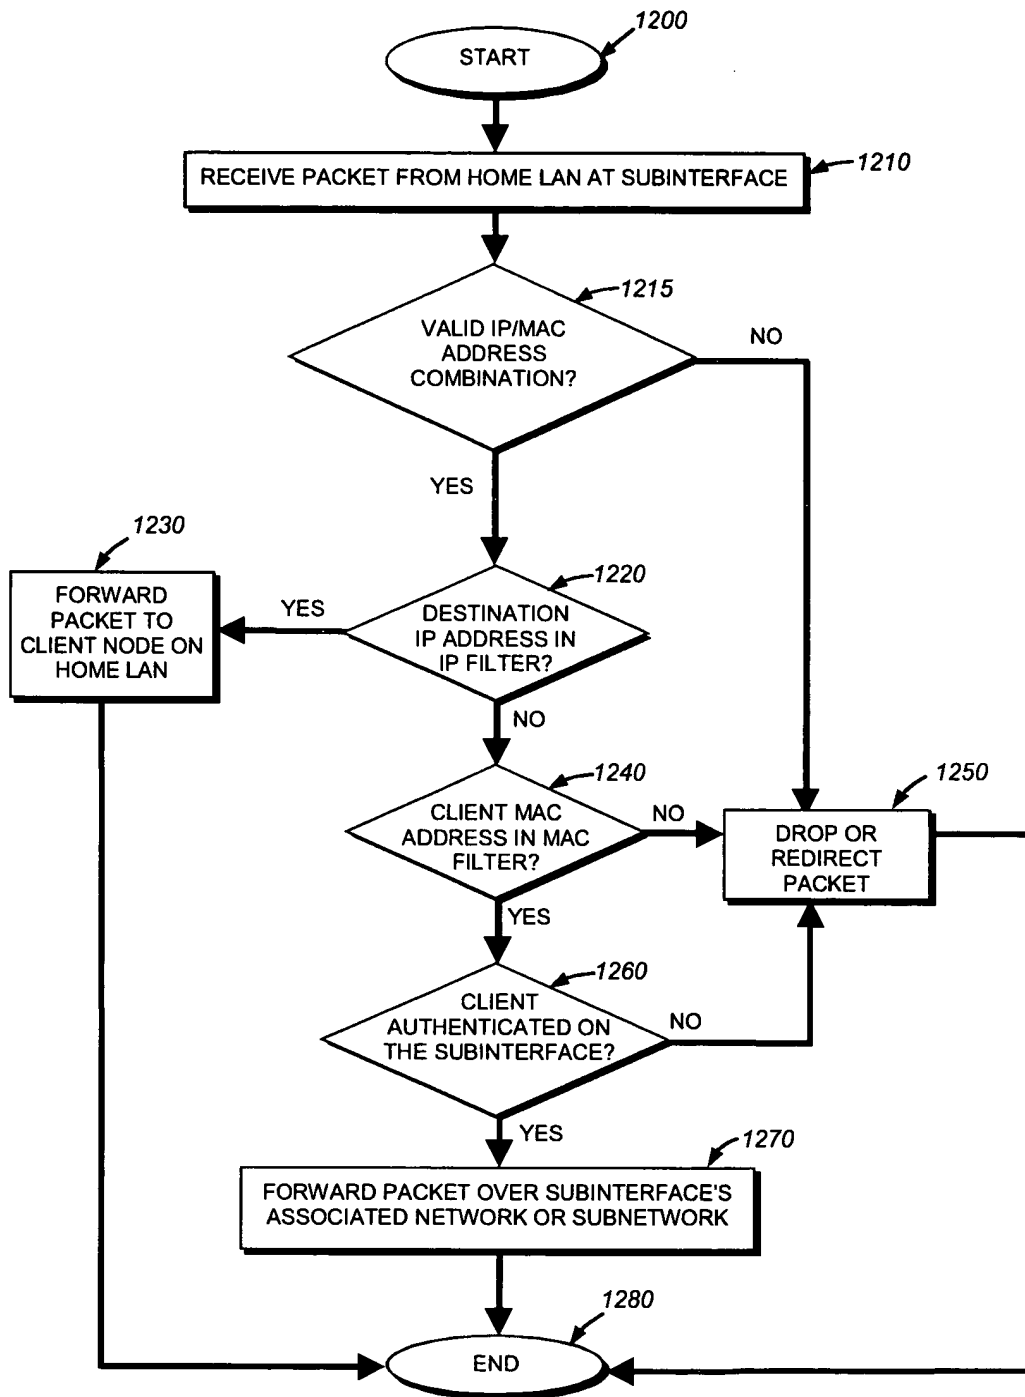 1200
START
RECEIVE PACKET FROM HOME LAN AT SUBINTERFACE
1210
1215
VALID IP/MAC
ADDRESS
COMBINATION?
NO
YES
1230
FORWARD
PACKET TO
CLIENT NODE ON
HOME LAN
YES
1220
DESTINATION
IP ADDRESS IN
IP FILTER?
NO
1240
CLIENT MAC
ADDRESS IN MAC
FILTER?
NO
1250
DROP OR
REDIRECT
PACKET
YES
1260
CLIENT
AUTHENTICATED ON
THE SUBINTERFACE?
NO
YES
1270
FORWARD PACKET OVER SUBINTERFACE'S
ASSOCIATED NETWORK OR SUBNETWORK
1280
END